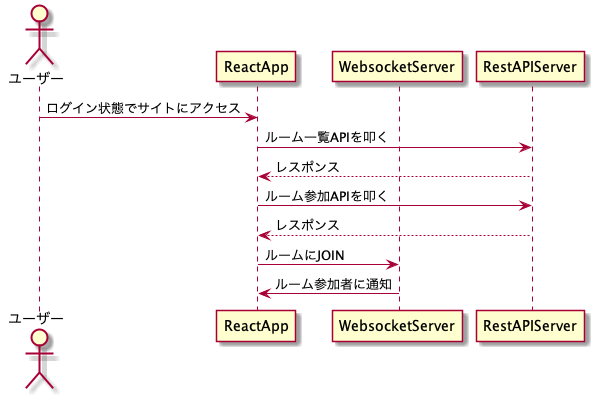 ユーザー
ReactApp
WebsocketServer
RestAPIServer
ログイン状態でサイトにアクセス
ルーム一覧APIを叩く
レスポンス
ルーム参加APIを叩く
レスポンス
ルームにJOIN
ルーム参加者に通知
ユーザー
ReactApp
WebsocketServer
RestAPIServer